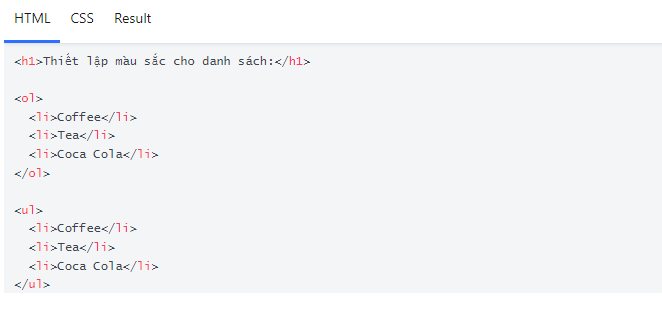 HTML CSS Result
<h1>Thiết lập màu sắc cho danh sách:</h1>
<ol>
<li>Coffee</li>
<li>Tea</li>
<li>Coca Cola</li>
</ol>
<ul>
<li>Coffee</li>
<li>Tea</li>
<li>Coca Cola</li>
</ul>